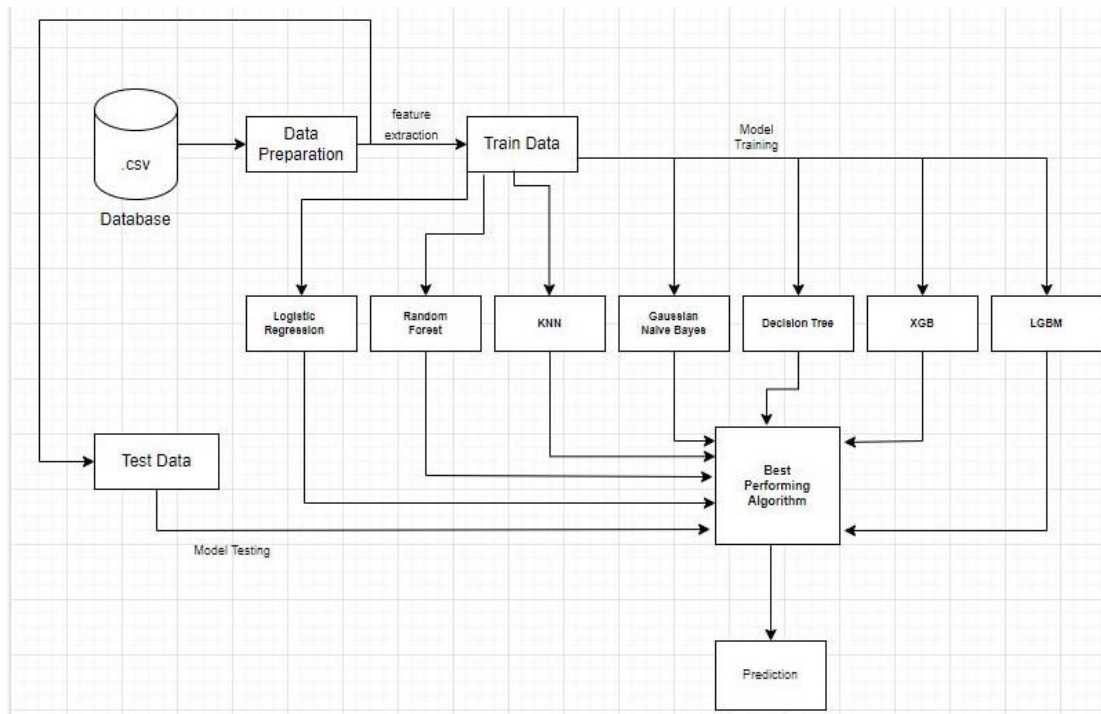 .csv
Database
Data
Preparation
feature
extraction
Train Data
Model
Training
Logistic
Regression
Random
Forest
KNN
Gaussian
Naive Bayes
Decision Tree
XGB
LGBM
Test Data
Best
Performing
Algorithm
Model Testing
Prediction